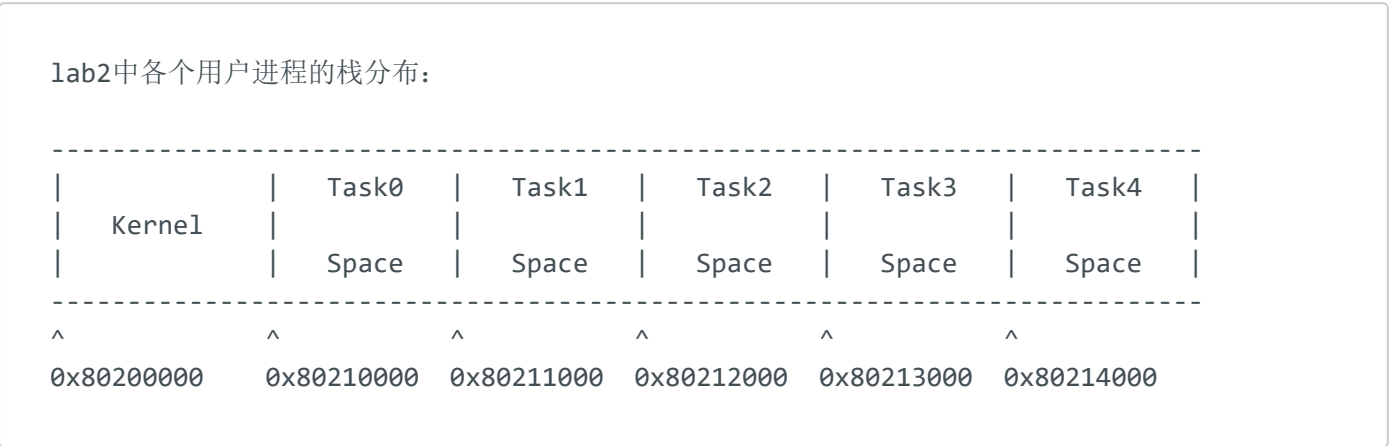 lab2中各个用户进程的栈分布：
---------------------------------------------------------------------------
|             |   Task0   |   Task1   |   Task2   |   Task3   |   Task4   |
|   Kernel    |           |           |           |           |           |
|             |   Space   |   Space   |   Space   |   Space   |   Space   |
---------------------------------------------------------------------------
^             ^           ^           ^           ^           ^
0x80200000    0x80210000  0x80211000  0x80212000  0x80213000  0x80214000